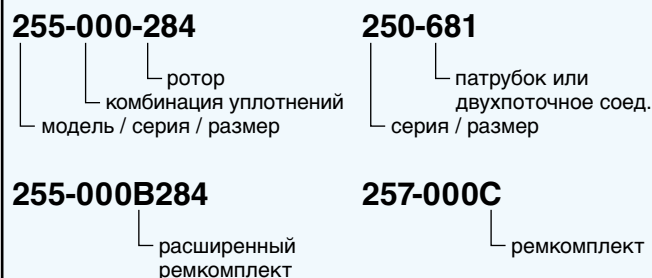 255-000-284
ротор
комбинация уплотнений
модель / серия / размер
250-681
патрубок или
двухпоточное соед.
серия / размер
255-000B284
расширенный
ремкомплект
257-000C
ремкомплект